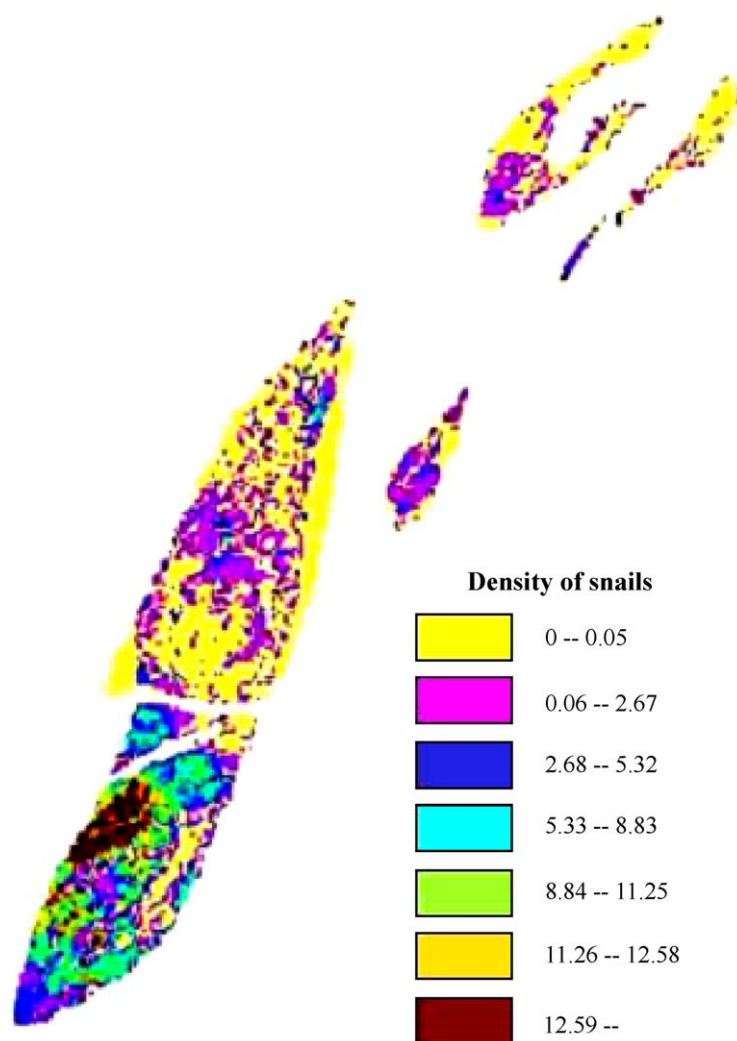 Density of snails
0 -- 0.05
0.06 -- 2.67
2.68 -- 5.32
5.33 -- 8.83
8.84 -- 11.25
11.26 -- 12.58
12.59 --